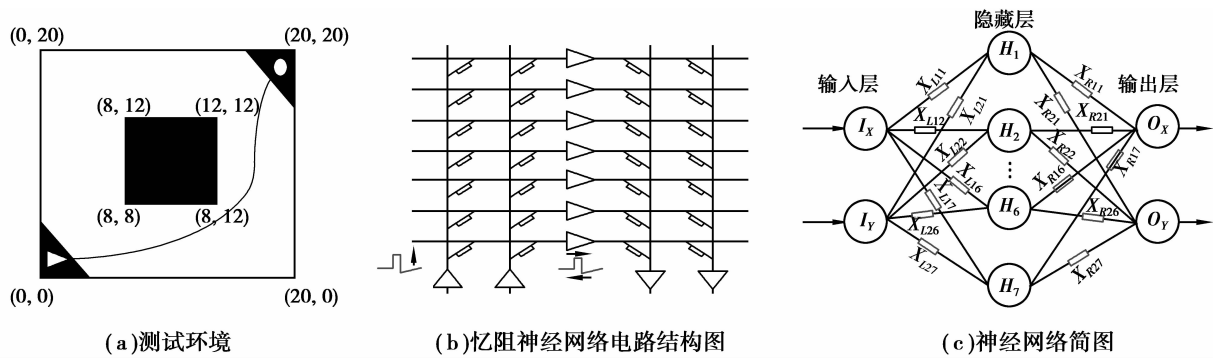 (0, 20)
(20, 20)
(8, 12)
(12, 12)
(8, 8)
(8, 12)
(0, 0)
(20, 0)
(a)测试环境
(b)忆阻神经网络电路结构图
隐藏层
输入层
输出层
H1
H2
H6
H7
IX
IY
OX
OY
XL11
XL21
XL12
XL22
XL16
XL17
XL26
XL27
XR11
XR21
XR21
XR22
XR17
XR16
XR26
XR27
(c)神经网络简图